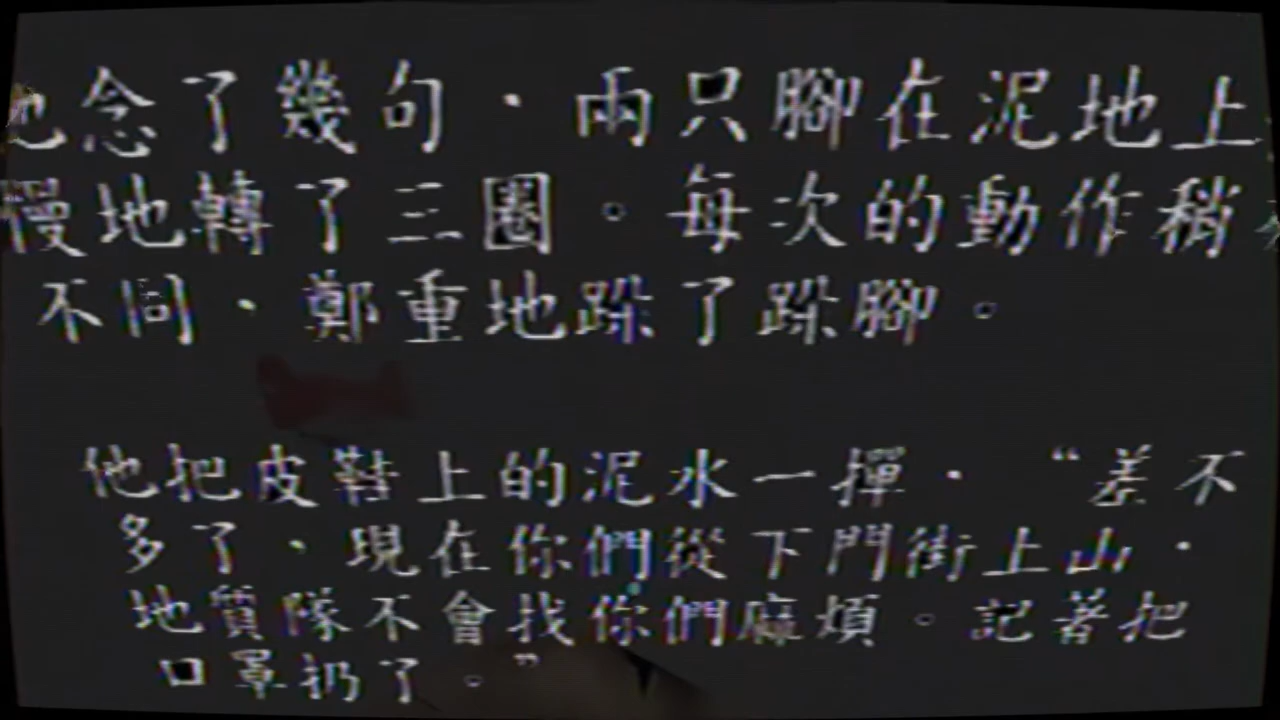 他念了幾句，兩只腳在泥地上
慢地轉了三圈。每次的動作稍
不同，鄭重地跺了跺腳。
他把皮鞋上的泥水一撣，“差不
多了，現在你們從下門街上山，
地質隊不會找你們麻煩。記著把
口罩扔了。”